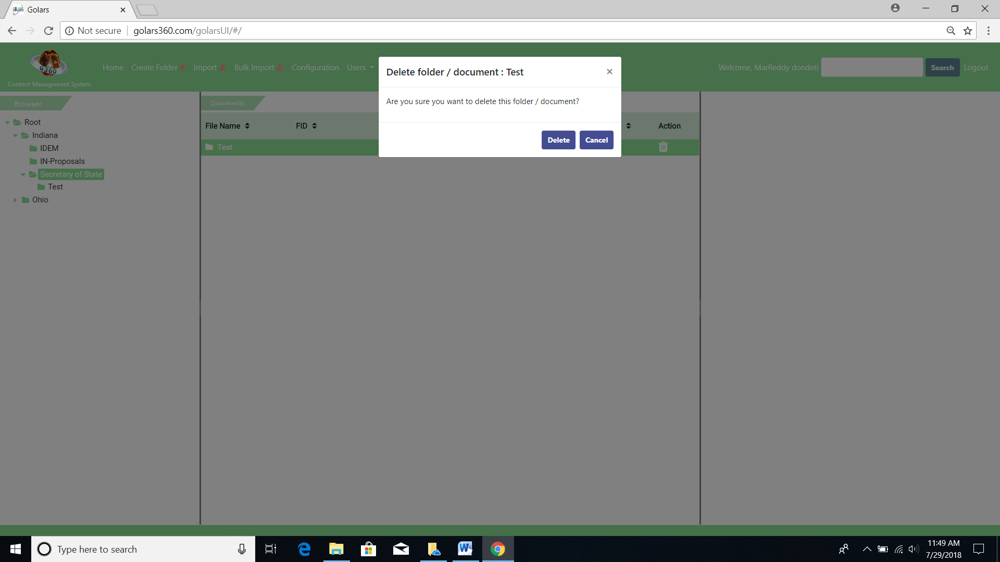 Golars
Not secure golars360.com/golarsUI/#/
G360
Content Management System
Home Create Folder Import Bulk Import Configuration Users
Welcome, MarReddy dondeti Search Logout
Delete folder / document : Test
Are you sure you want to delete this folder / document?
Delete Cancel
Browser
Root
Indiana
IDEM
IN-Proposals
Secretary of State
Test
Ohio
Documents
File Name FID Action
Test
Type here to search
11:49 AM
7/29/2018